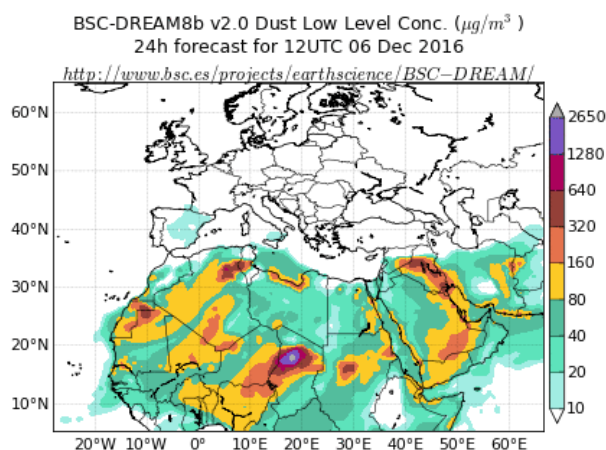 BSC-DREAM8b v2.0 Dust Low Level Conc. (μg/m³ )
24h forecast for 12UTC 06 Dec 2016
http://www.bsc.es/projects/earthscience/BSC−DREAM/
60°N
50°N
40°N
30°N
20°N
10°N
20°W 10°W 0° 10°E 20°E 30°E 40°E 50°E 60°E
2650
1280
640
320
160
80
40
20
10